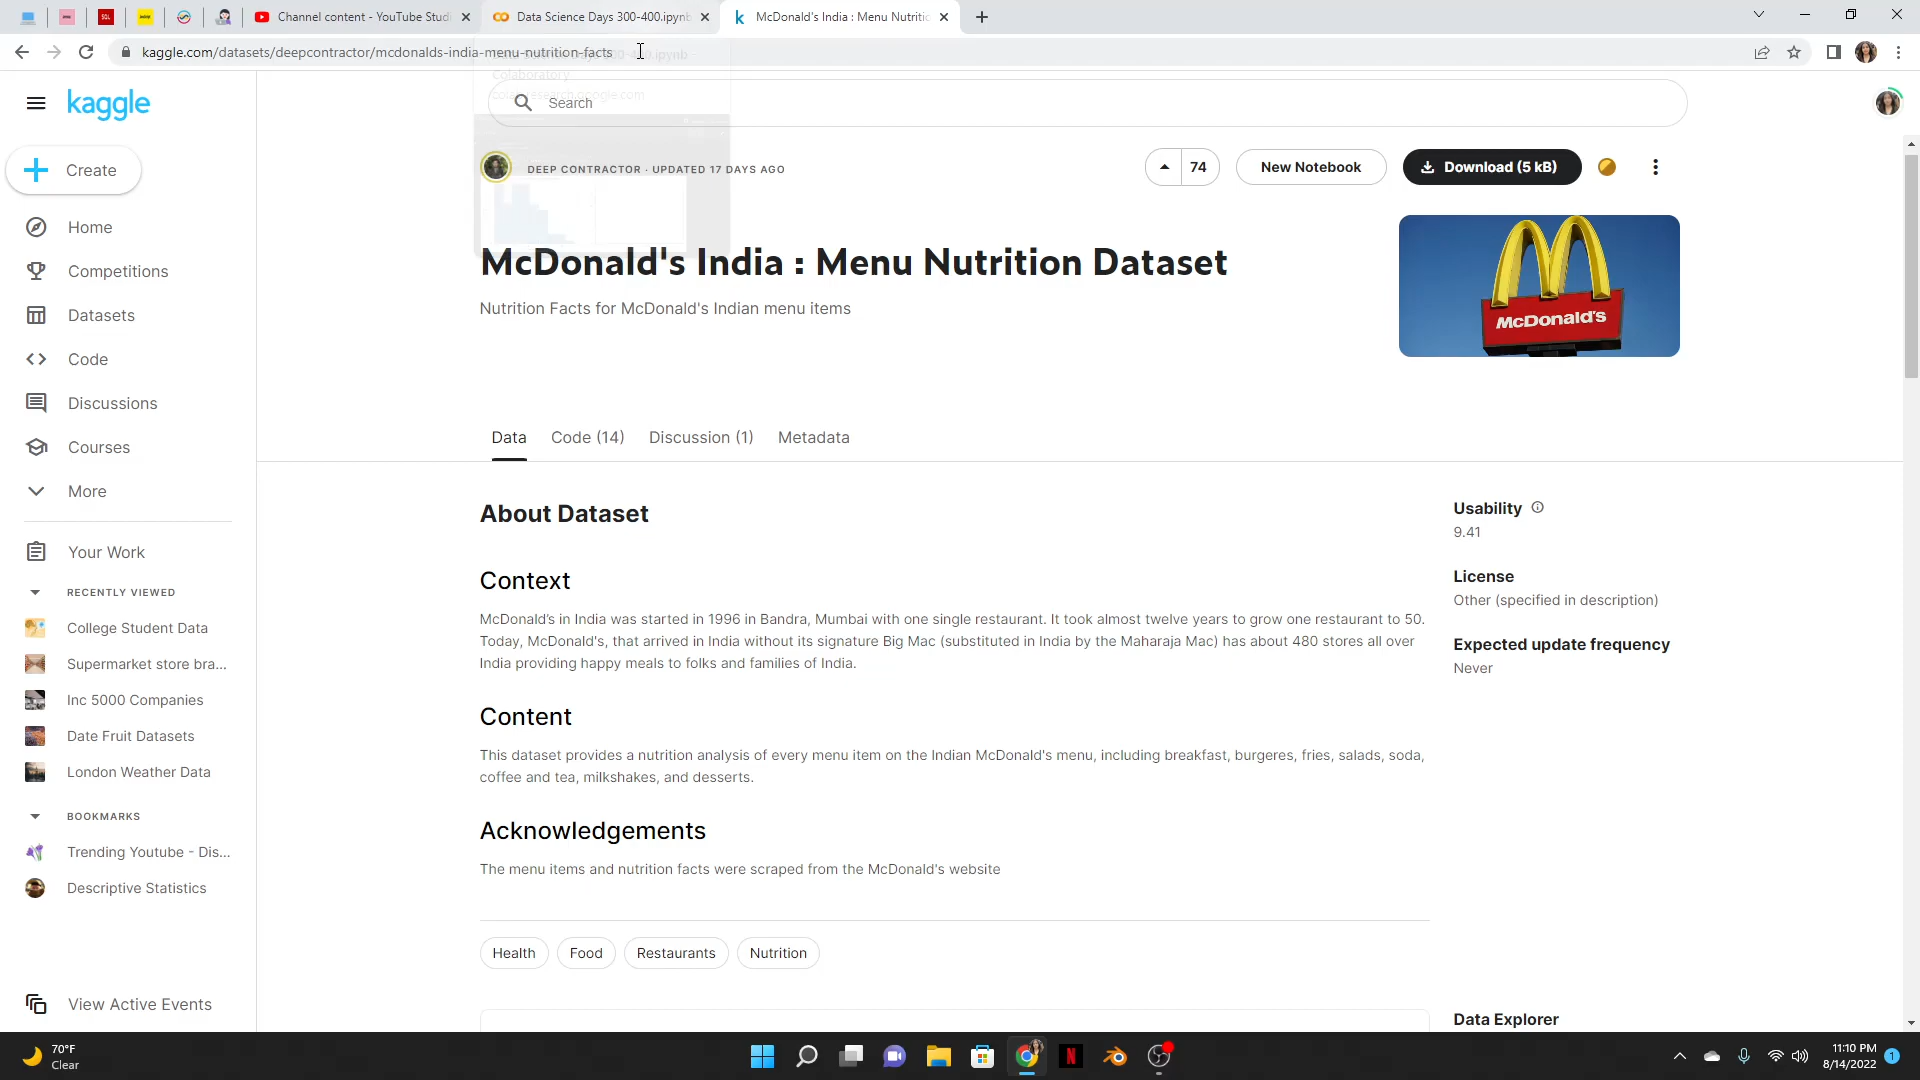 Channel content - YouTube Studi
Data Science Days 300-400.ipynb
McDonald's India : Menu Nutritic
kaggle.com/datasets/deepcontractor/mcdonalds-india-menu-nutrition-facts
Colaboratory
kaggle
Search
Create
DEEP CONTRACTOR · UPDATED 17 DAYS AGO
74
New Notebook
Download (5 kB)
Home
Competitions
Datasets
Code
Discussions
Courses
More
McDonald's India : Menu Nutrition Dataset
Nutrition Facts for McDonald's Indian menu items
McDonald's
Data
Code (14)
Discussion (1)
Metadata
Your Work
RECENTLY VIEWED
College Student Data
Supermarket store bra...
Inc 5000 Companies
Date Fruit Datasets
London Weather Data
BOOKMARKS
Trending Youtube - Dis...
Descriptive Statistics
View Active Events
About Dataset
Context
McDonald's in India was started in 1996 in Bandra, Mumbai with one single restaurant. It took almost twelve years to grow one restaurant to 50.
Today, McDonald's, that arrived in India without its signature Big Mac (substituted in India by the Maharaja Mac) has about 480 stores all over
India providing happy meals to folks and families of India.
Content
This dataset provides a nutrition analysis of every menu item on the Indian McDonald's menu, including breakfast, burgeres, fries, salads, soda,
coffee and tea, milkshakes, and desserts.
Acknowledgements
The menu items and nutrition facts were scraped from the McDonald's website
Health
Food
Restaurants
Nutrition
Usability
9.41
License
Other (specified in description)
Expected update frequency
Never
Data Explorer
70°F
Clear
11:10 PM
8/14/2022
1